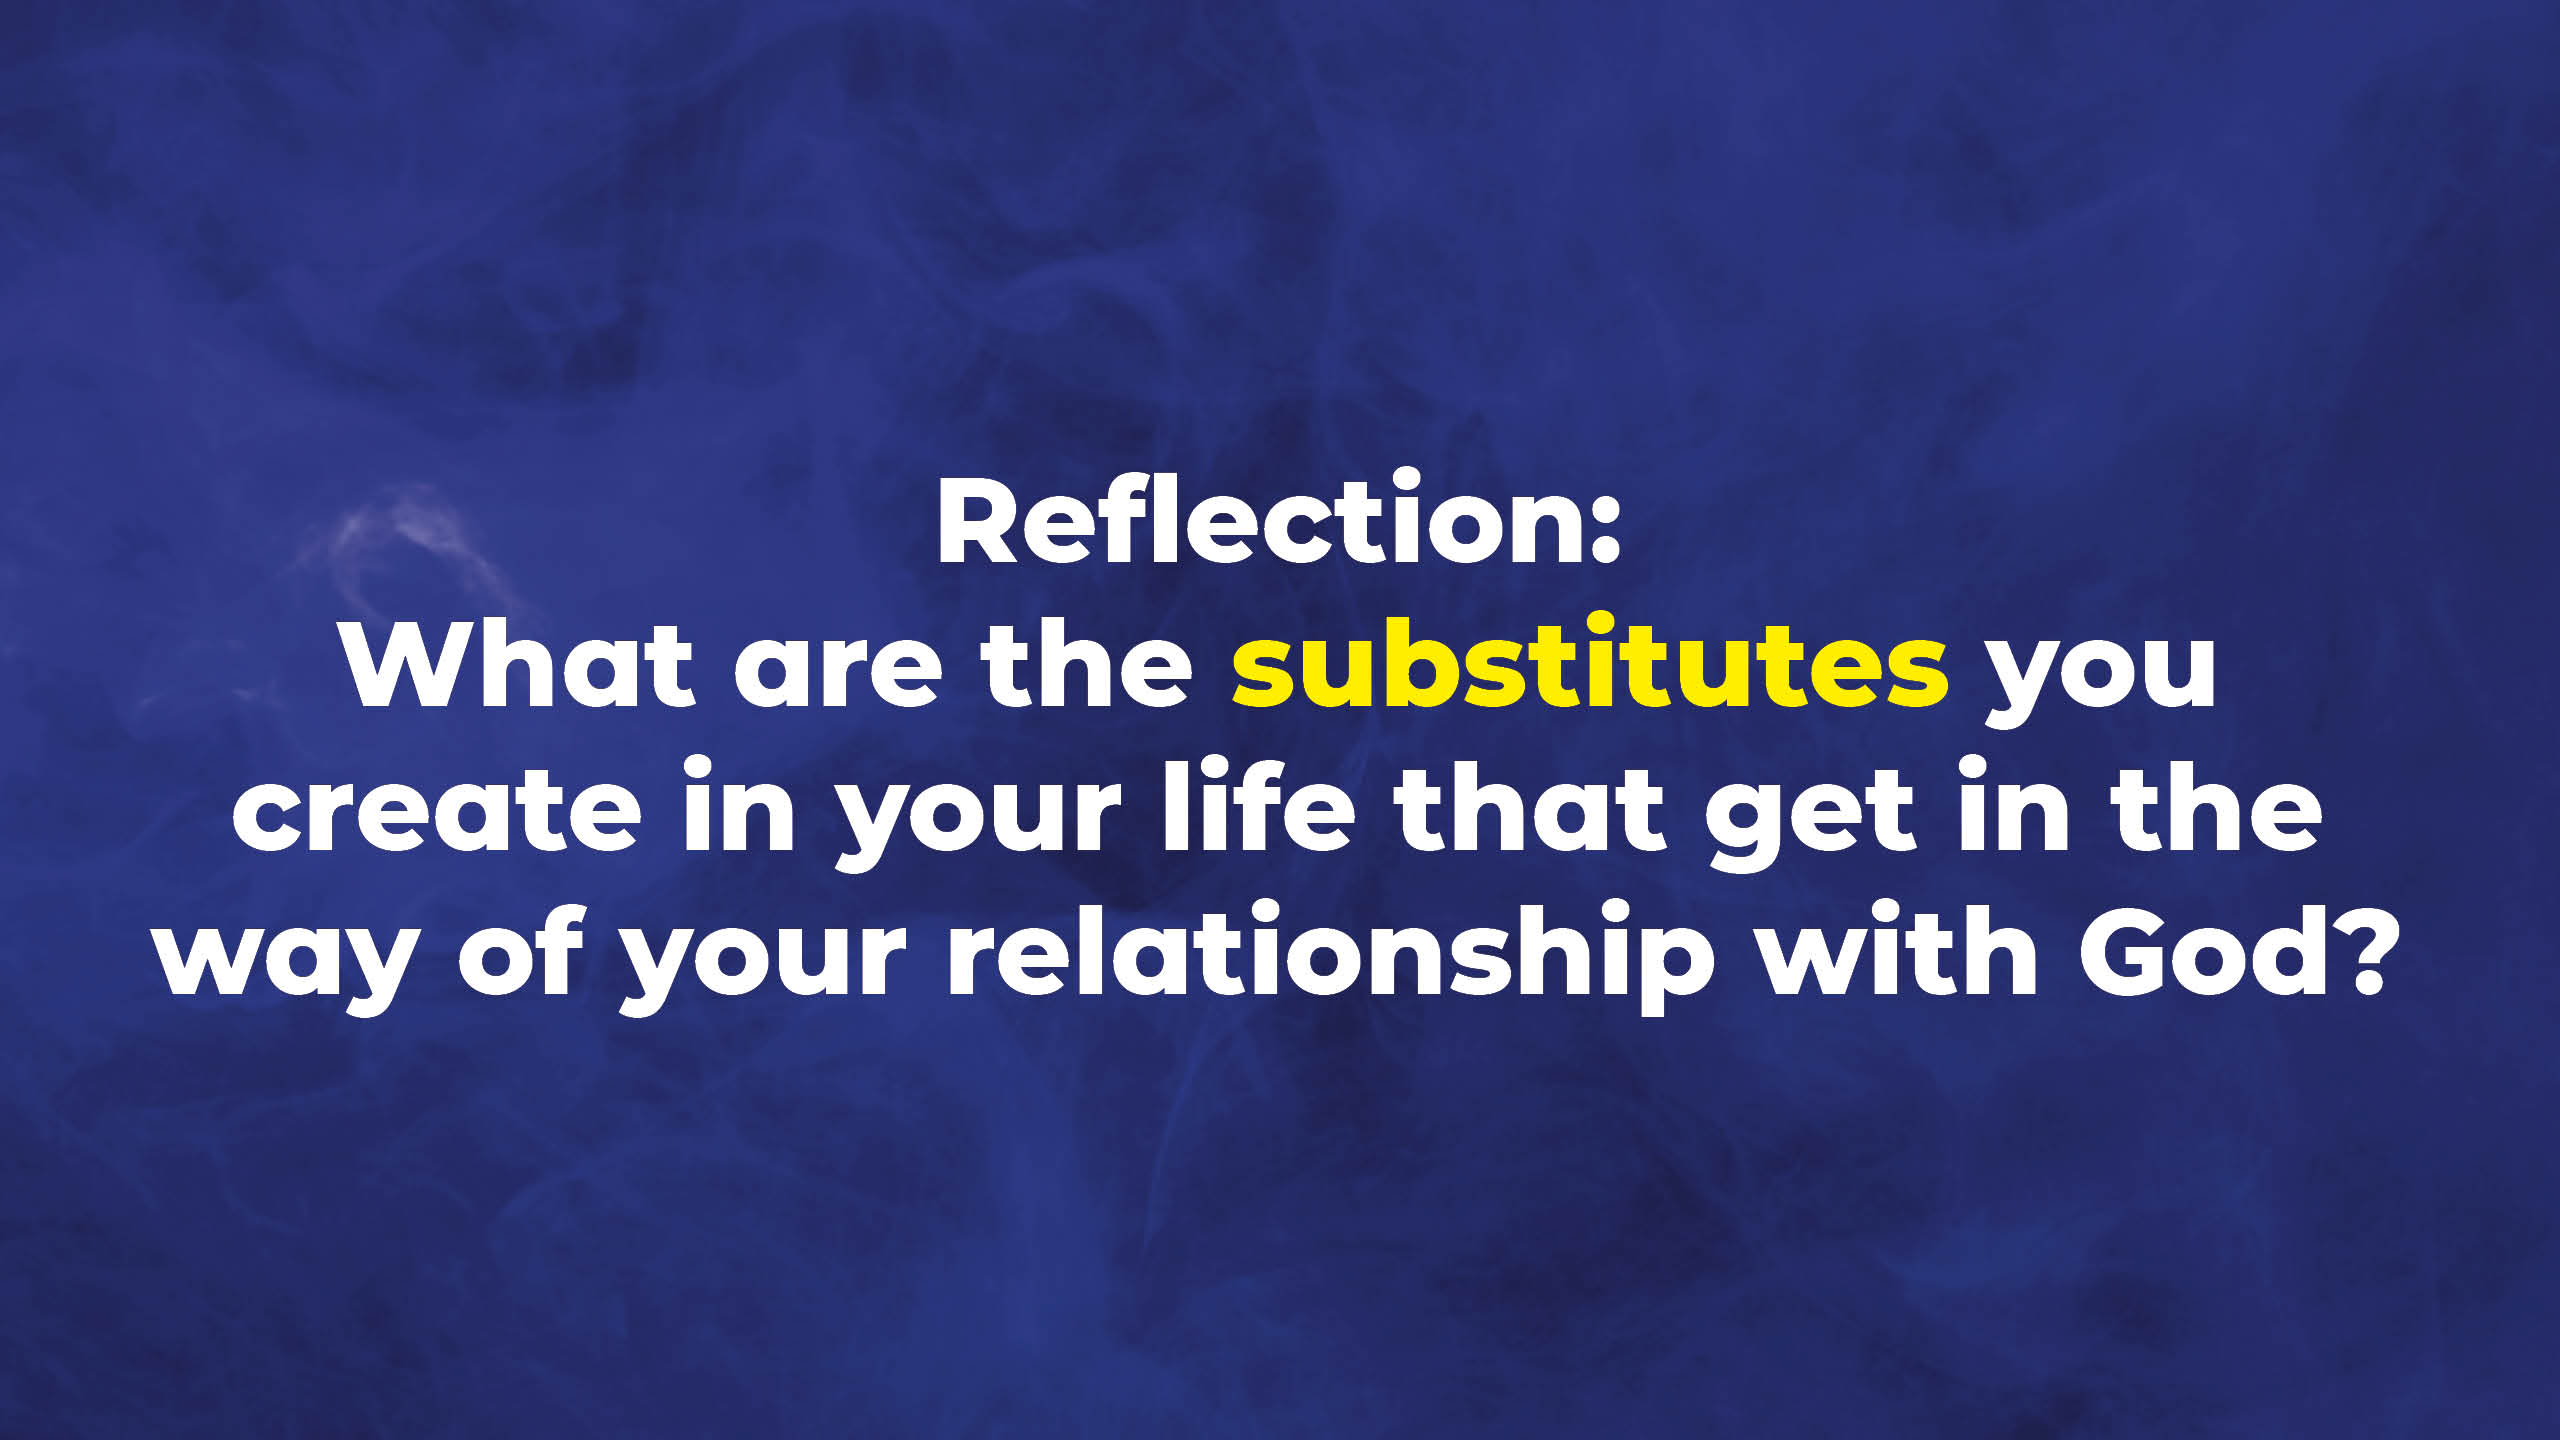 Reflection:
What are the substitutes you
create in your life that get in the
way of your relationship with God?